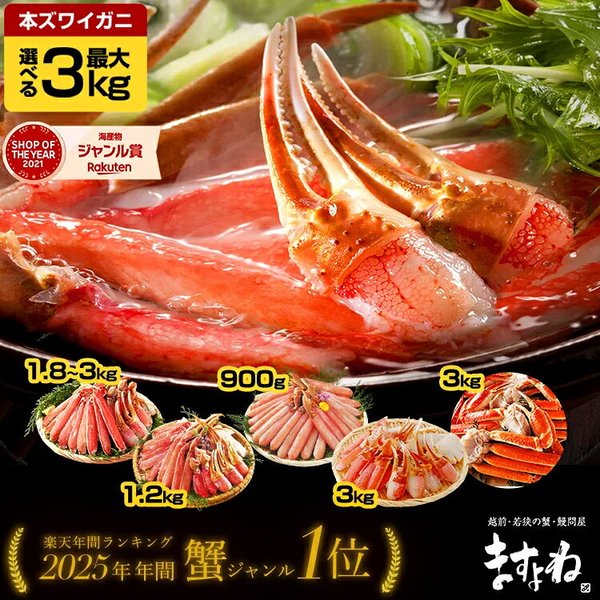 本ズワイガニ
選べる 最大3kg
SHOP OF
THE YEAR
2021
海産物
ジャンル賞
Rakuten
1.8~3kg
900g
3kg
1.2kg
3kg
越前・若狭の蟹・鰻問屋
ますよね
楽天年間ランキング
2025年 年間 蟹ジャンル 1位